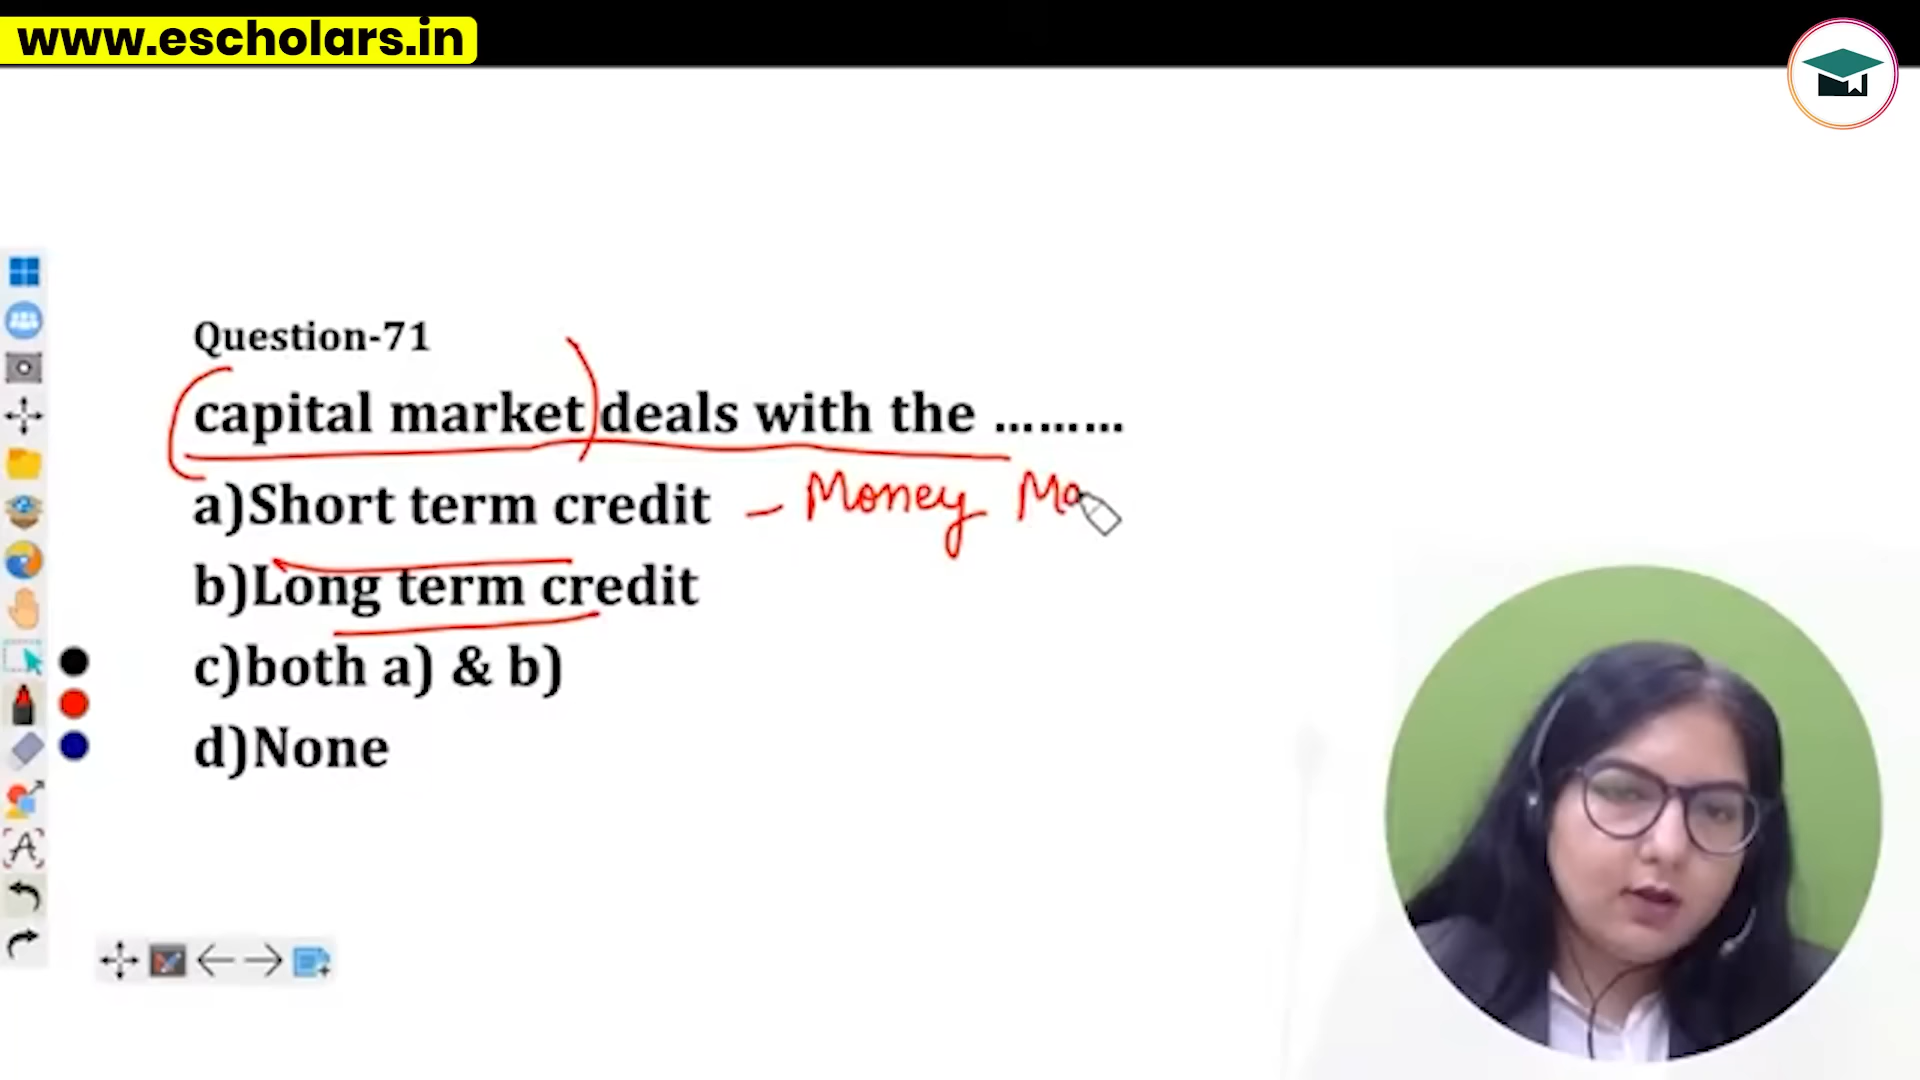 www.escholars.in
Question-71
capital market deals with the .........
a)Short term credit - Money Ma
b)Long term credit
c)both a) & b)
d)None